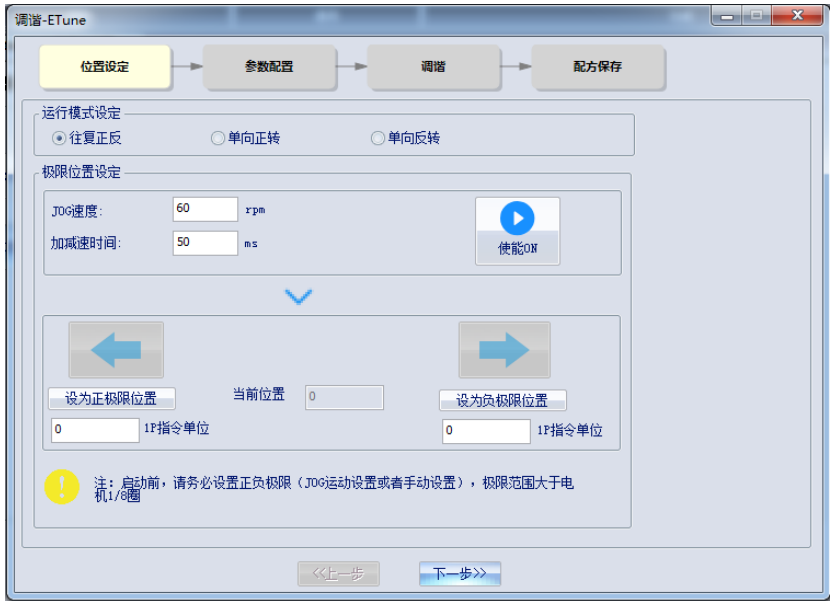 调谐-ETune
位置设定 参数配置 调谐 配方保存
运行模式设定
往复正反 单向正转 单向反转
极限位置设定
JOG速度: 60 rpm
加减速时间: 50 ms
使能ON
设为正极限位置 当前位置 0 设为负极限位置
0 1P指令单位 0 1P指令单位
注：启动前，请务必设置正负极限（JOG运动设置或者手动设置），极限范围大于电
机1/8圈
<<上一步 下一步>>